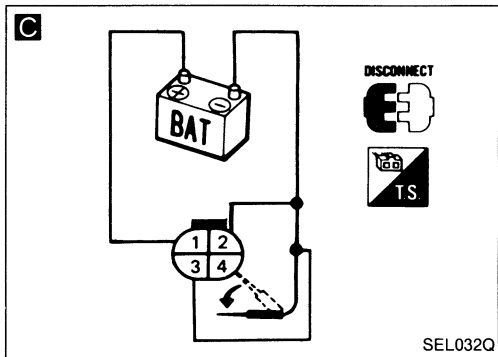 C
DISCONNECT
+ −
BAT
T.S.
1 2
3 4
SEL032Q